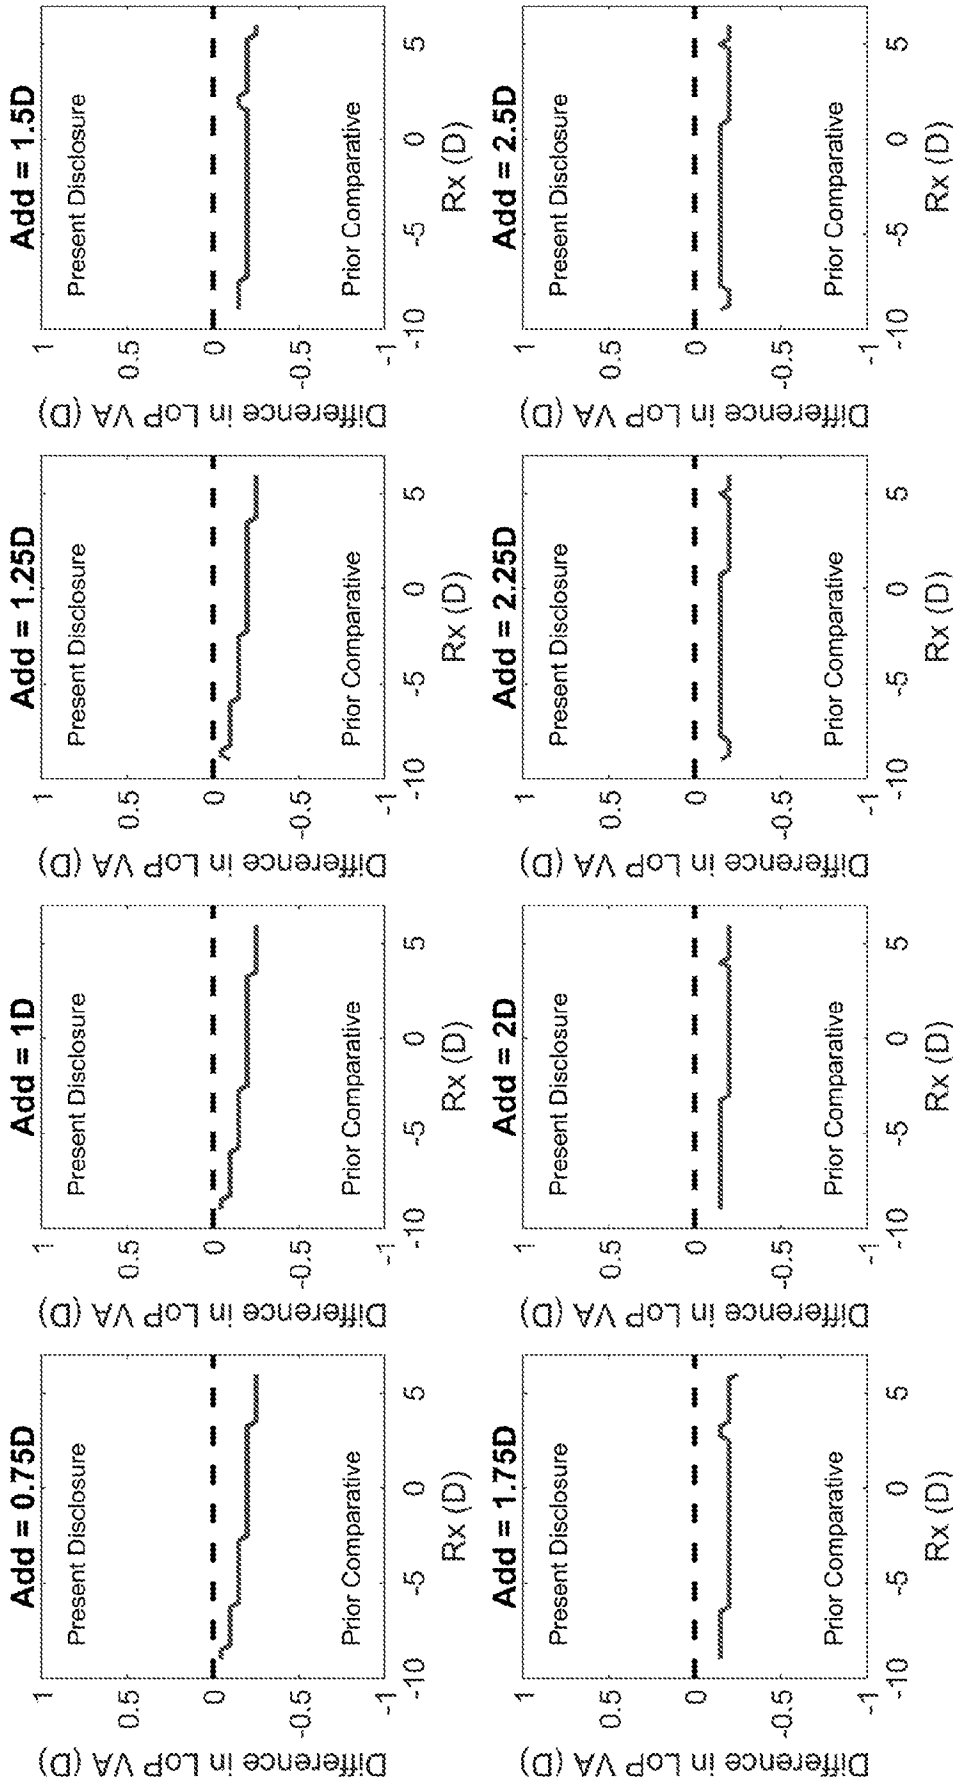 Add = 0.75D
Difference in LoP VA (D)
1
0.5
0
-0.5
-1
Present Disclosure
Prior Comparative
-10
-5
0
5
Rx (D)
Add = 1D
Difference in LoP VA (D)
1
0.5
0
-0.5
-1
Present Disclosure
Prior Comparative
-10
-5
0
5
Rx (D)
Add = 1.25D
Difference in LoP VA (D)
1
0.5
0
-0.5
-1
Present Disclosure
Prior Comparative
-10
-5
0
5
Rx (D)
Add = 1.5D
Difference in LoP VA (D)
1
0.5
0
-0.5
-1
Present Disclosure
Prior Comparative
-10
-5
0
5
Rx (D)
Add = 1.75D
Difference in LoP VA (D)
1
0.5
0
-0.5
-1
Present Disclosure
Prior Comparative
-10
-5
0
5
Rx (D)
Add = 2D
Difference in LoP VA (D)
1
0.5
0
-0.5
-1
Present Disclosure
Prior Comparative
-10
-5
0
5
Rx (D)
Add = 2.25D
Difference in LoP VA (D)
1
0.5
0
-0.5
-1
Present Disclosure
Prior Comparative
-10
-5
0
5
Rx (D)
Add = 2.5D
Difference in LoP VA (D)
1
0.5
0
-0.5
-1
Present Disclosure
Prior Comparative
-10
-5
0
5
Rx (D)